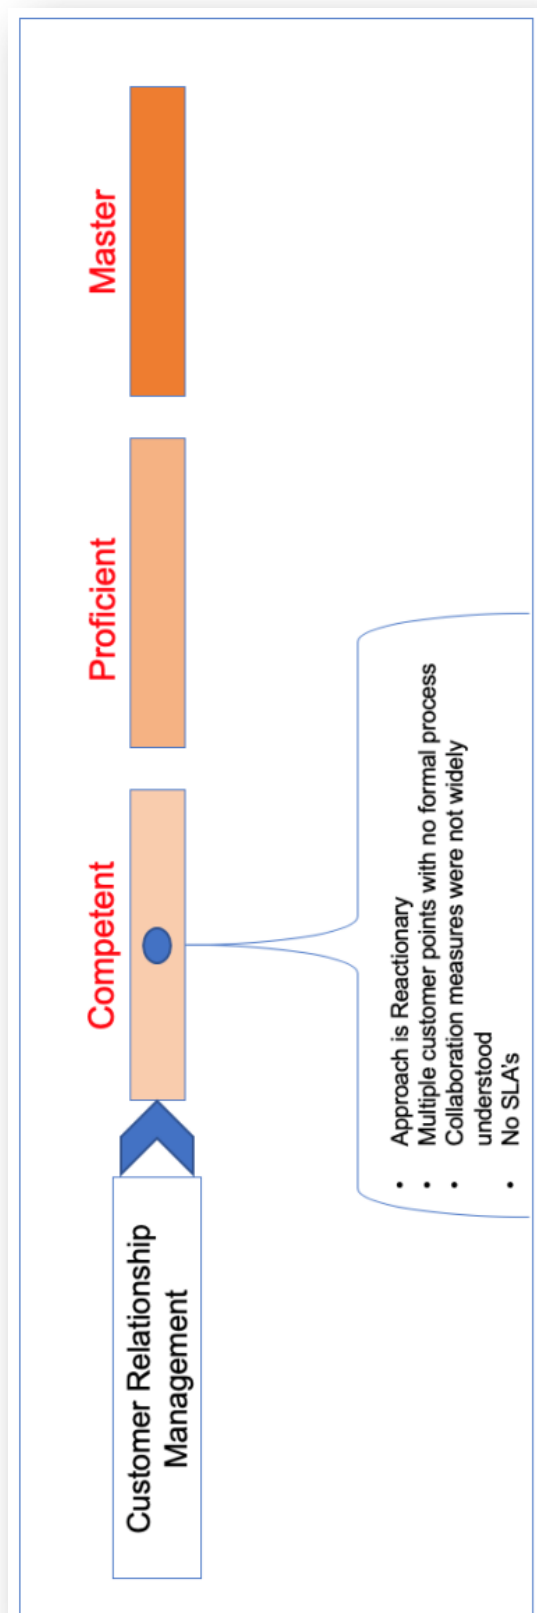 Customer Relationship
Management
Competent
Proficient
Master
• Approach is Reactionary
• Multiple customer points with no formal process
• Collaboration measures were not widely
understood
• No SLA's